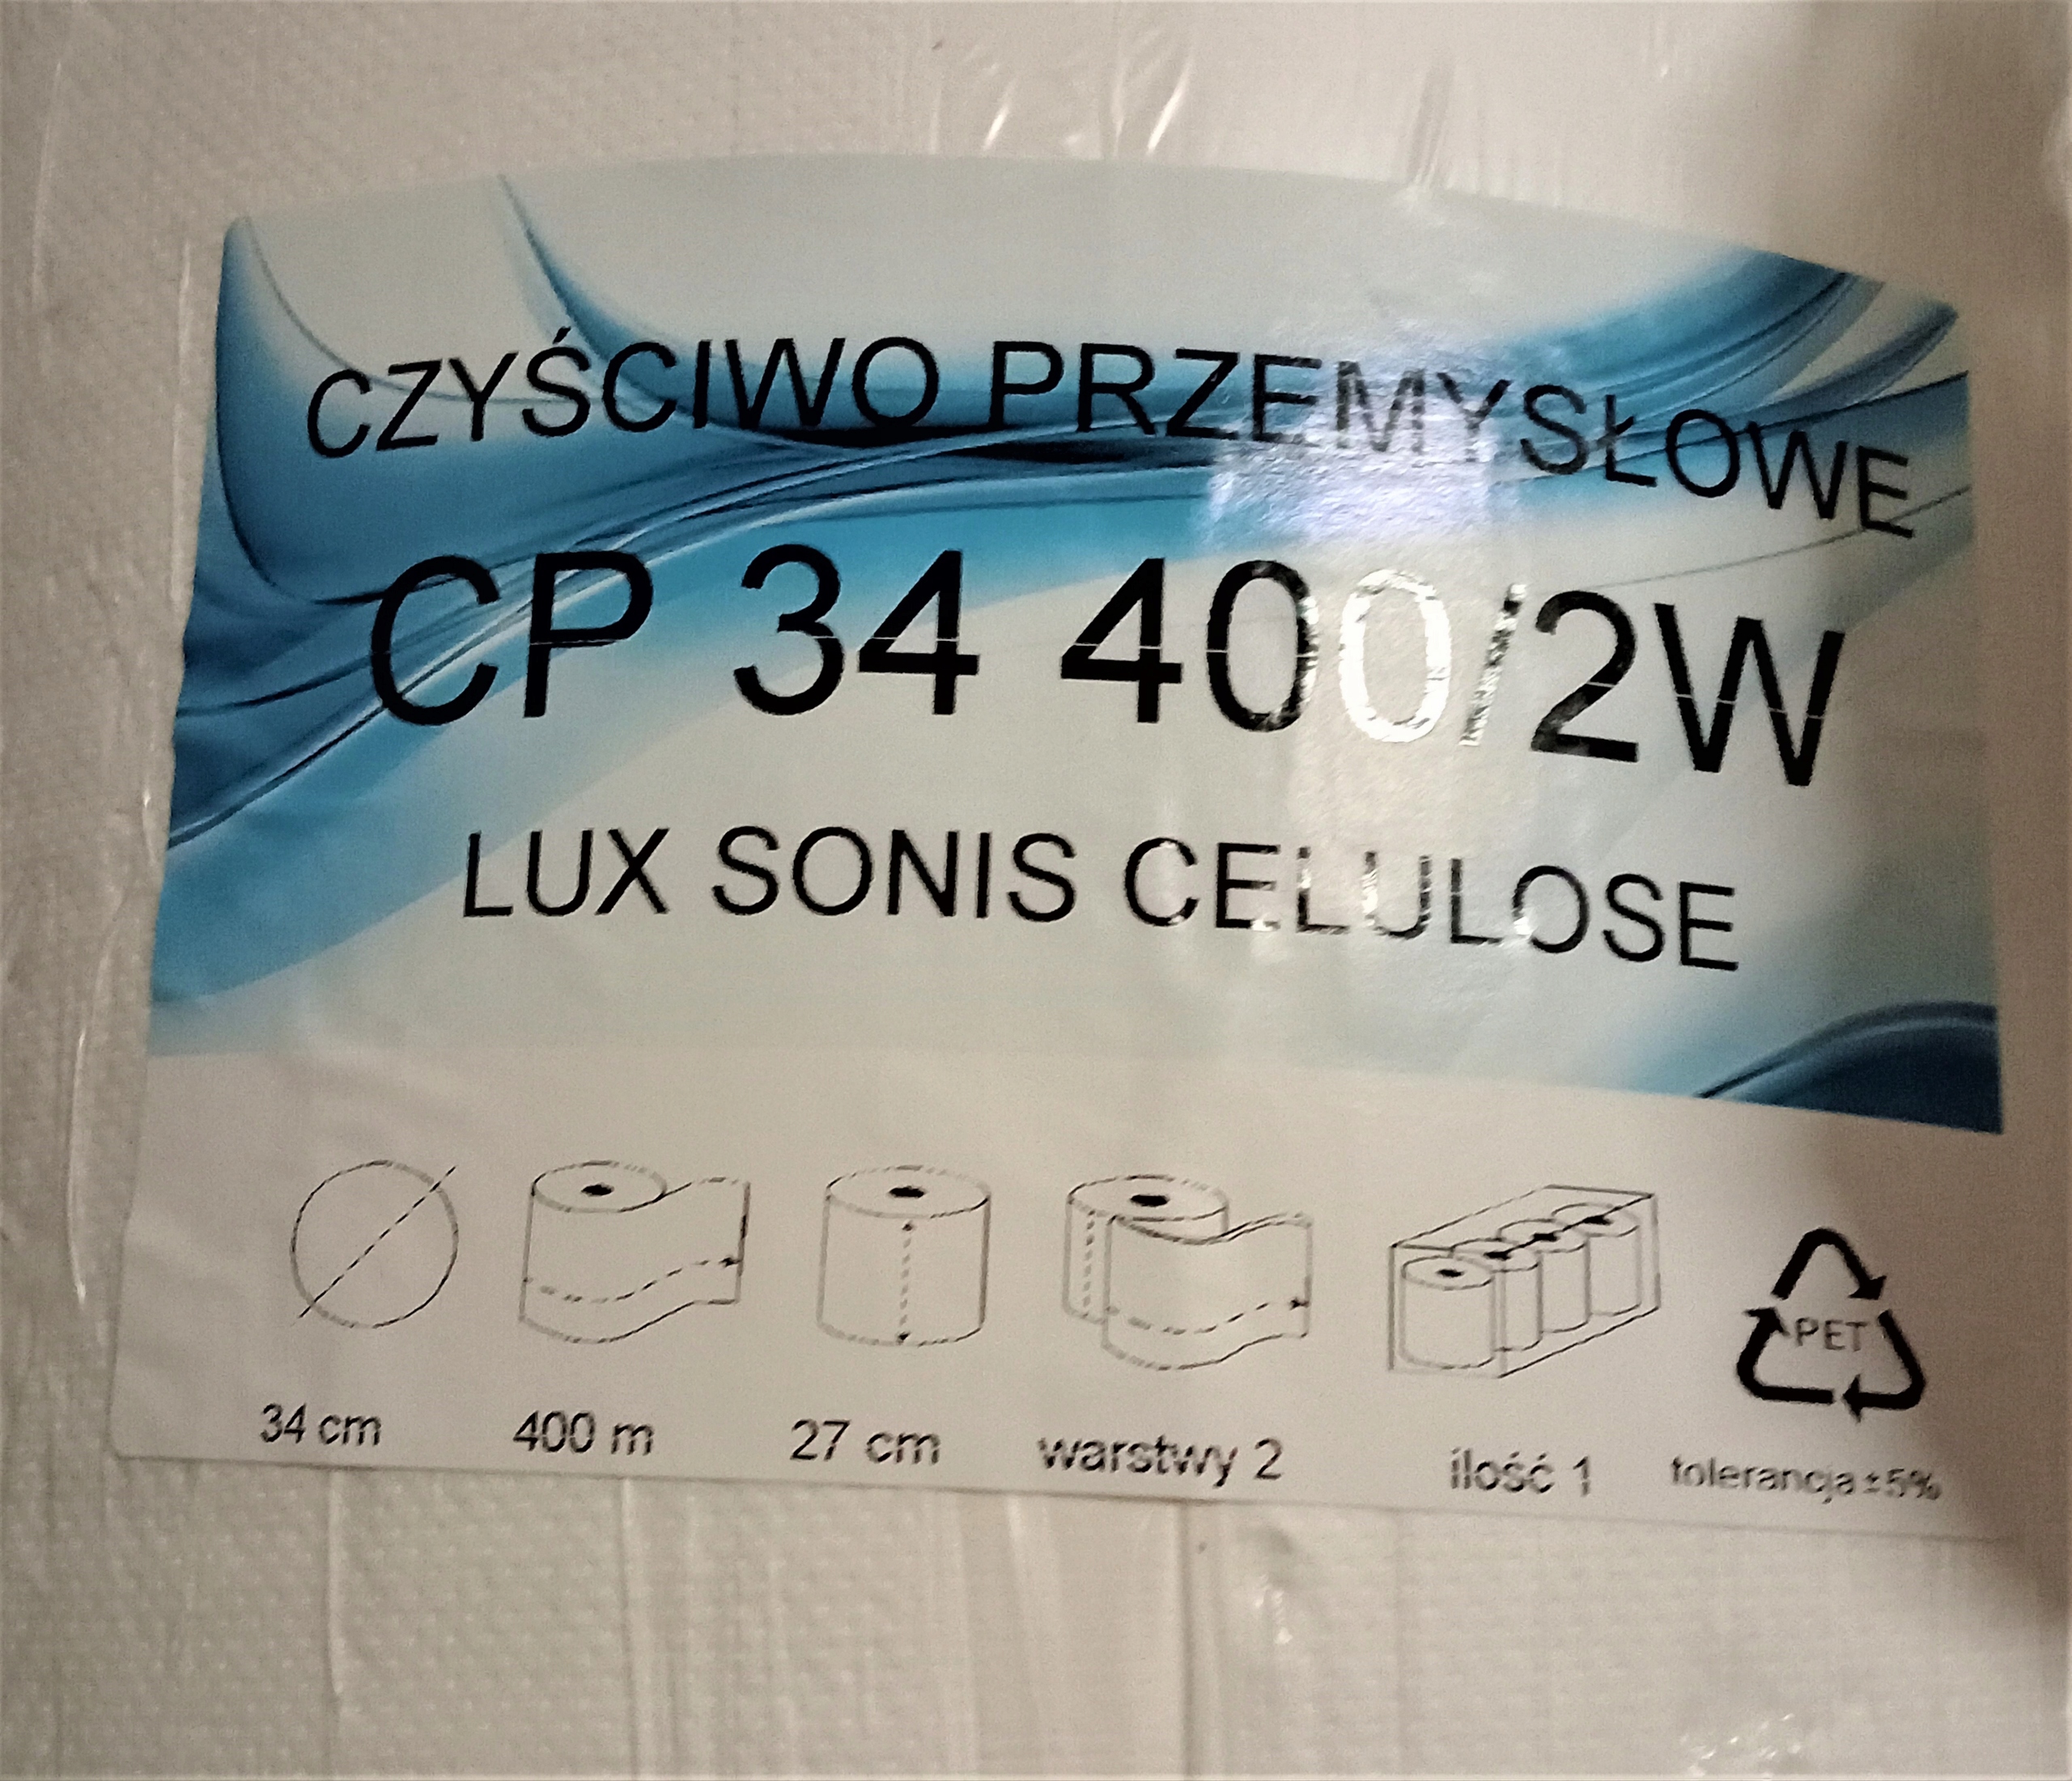 CZYŚCIWO PRZEMYSŁOWE
CP 34 400/2W
LUX SONIS CELULOSE
PET
34 cm 400 m 27 cm warstwy 2 ilość 1 tolerancja ±5%